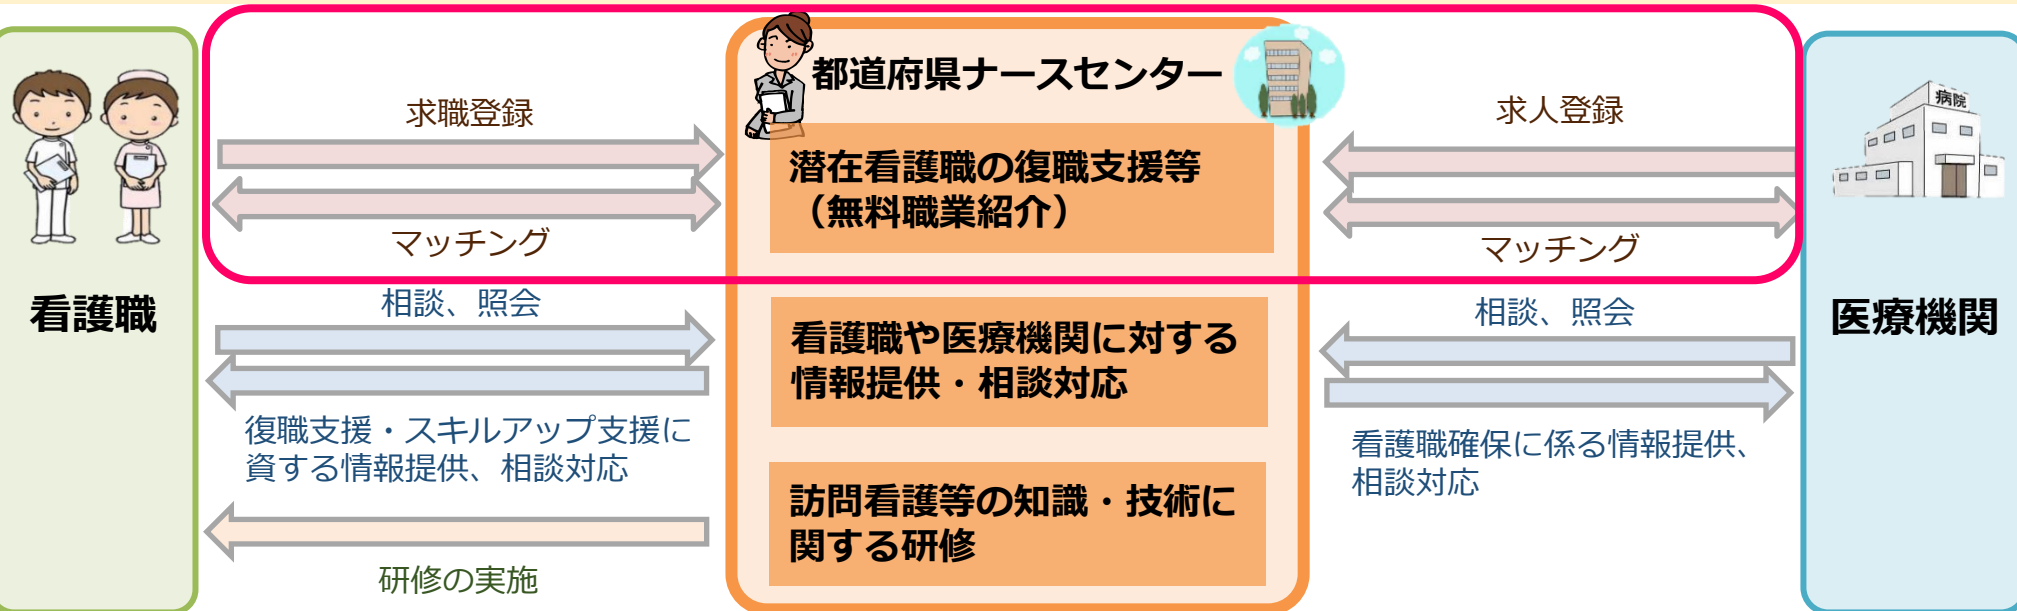 都道府県ナースセンター
病院
求職登録
求人登録
潜在看護職の復職支援等
（無料職業紹介）
マッチング
マッチング
看護職
相談、照会
相談、照会
医療機関
看護職や医療機関に対する
情報提供・相談対応
復職支援・スキルアップ支援に
資する情報提供、相談対応
看護職確保に係る情報提供、
相談対応
訪問看護等の知識・技術に
関する研修
研修の実施